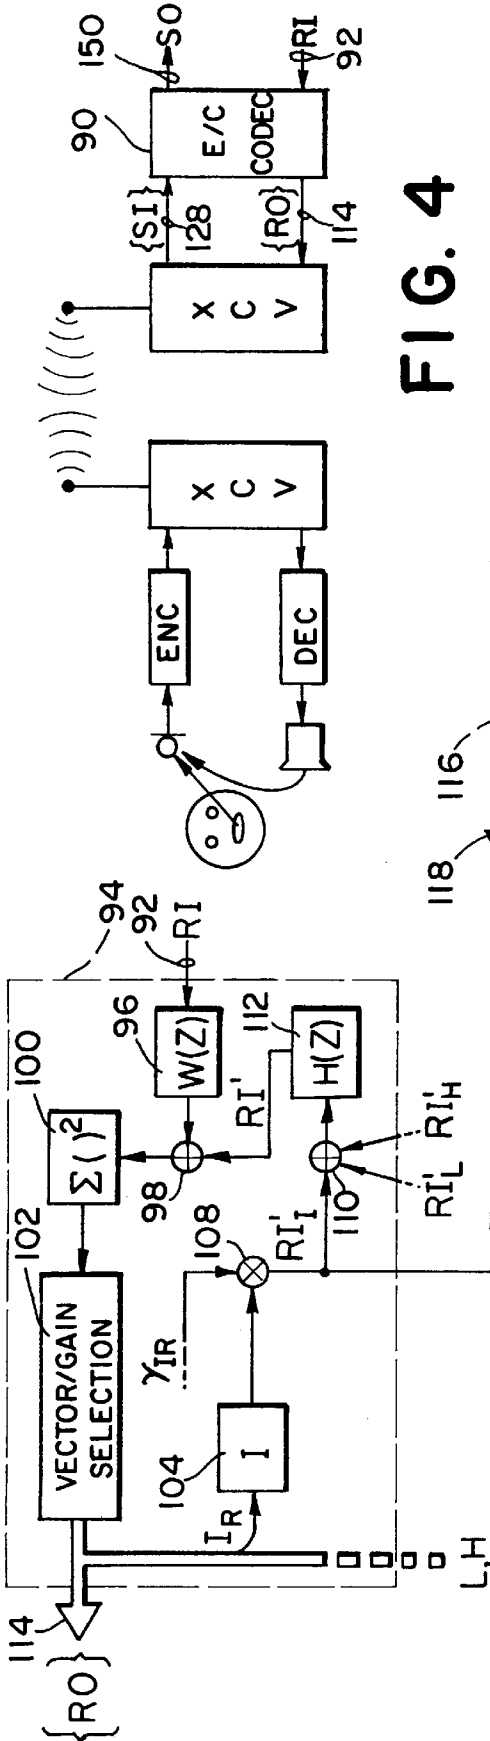 {RO}
114
102
VECTOR/GAIN
SELECTION
100
Σ( )²
94
92
RI
96
W(Z)
98
RI'
112
H(Z)
γIR
108
RI'I
110
RI'L
RI'H
104
I
IR
L,H
118
116
ENC
DEC
X
C
V
X
C
V
{SI}
128
{RO}
114
90
E/C
CODEC
150
SO
RI
92
FIG. 4